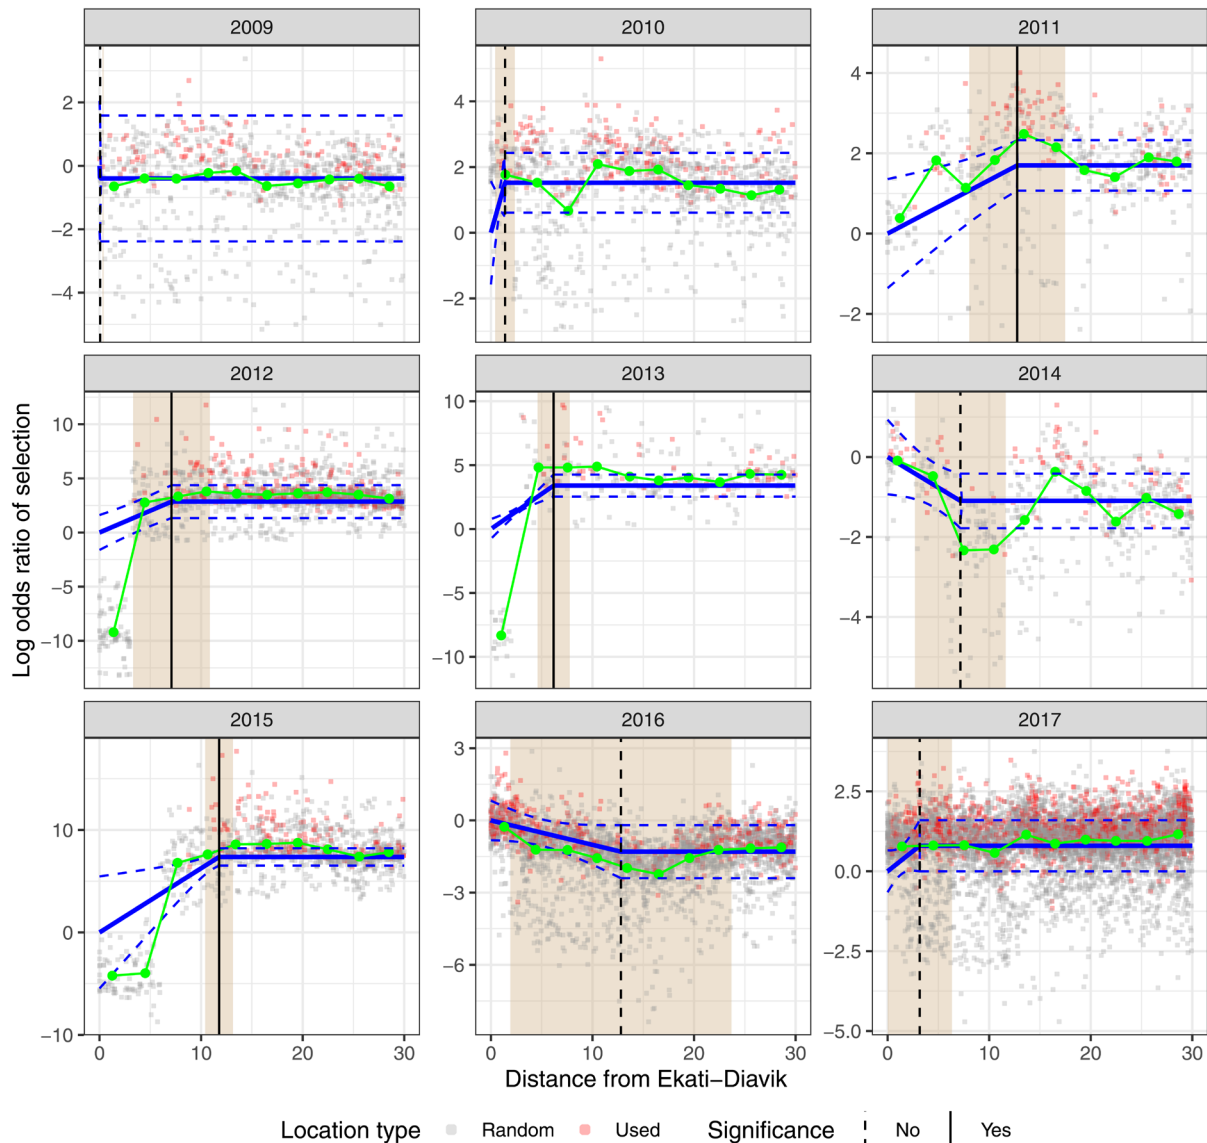 2009 2010 2011
2 0 −2 −4
4 2 0 −2
4 2 0 −2
2012 2013 2014
10 5 0 −5 −10
10 5 0 −5 −10
0 −2 −4
2015 2016 2017
10 0 −10
3 0 −3 −6
2.5 0.0 −2.5 −5.0
0 10 20 30 0 10 20 30 0 10 20 30
Log odds ratio of selection
Distance from Ekati−Diavik
Location type Random Used Significance No Yes